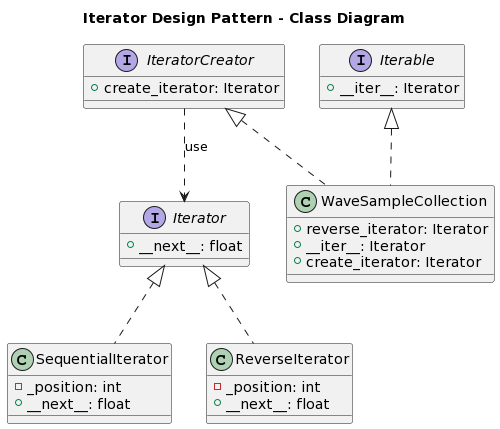 Iterator Design Pattern - Class Diagram
I IteratorCreator
create_iterator: Iterator
I Iterable
__iter__: Iterator
use
I Iterator
__next__: float
C WaveSampleCollection
reverse_iterator: Iterator
__iter__: Iterator
create_iterator: Iterator
C SequentialIterator
_position: int
__next__: float
C ReverseIterator
_position: int
__next__: float